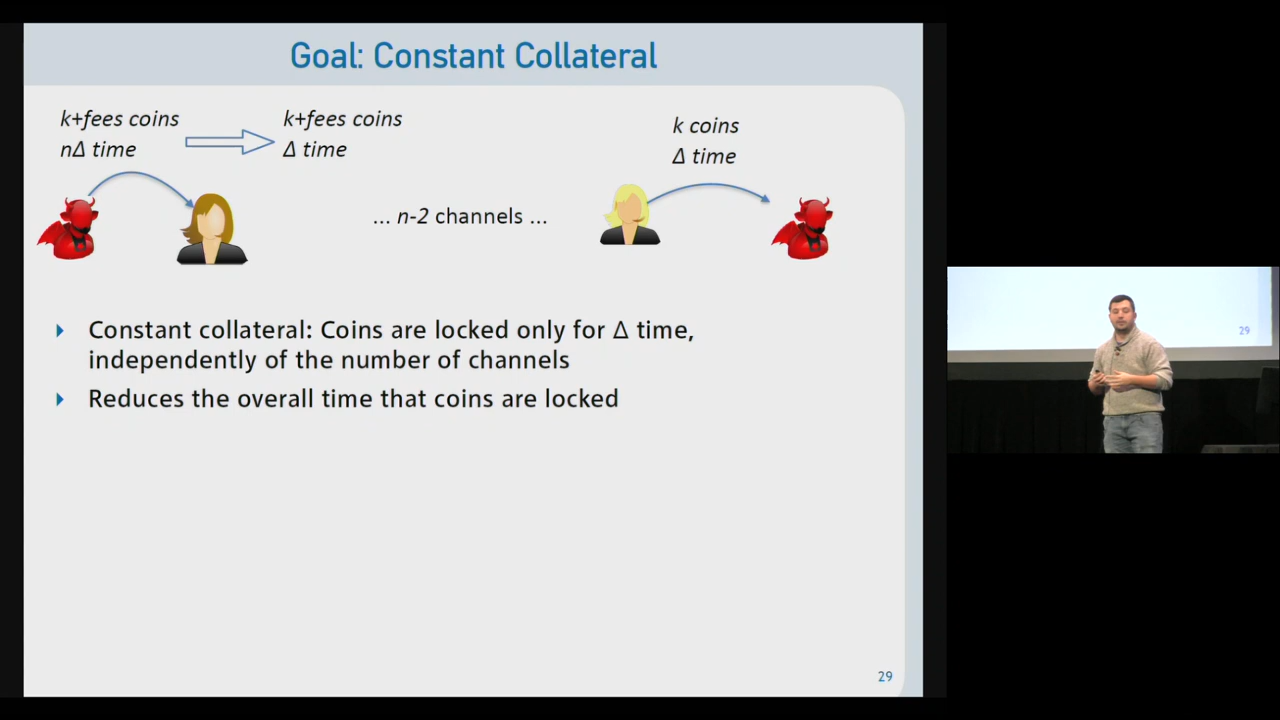 Goal: Constant Collateral
k+fees coins
nΔ time
k+fees coins
Δ time
k coins
Δ time
... n-2 channels ...
Constant collateral: Coins are locked only for Δ time,
independently of the number of channels
Reduces the overall time that coins are locked
29
29